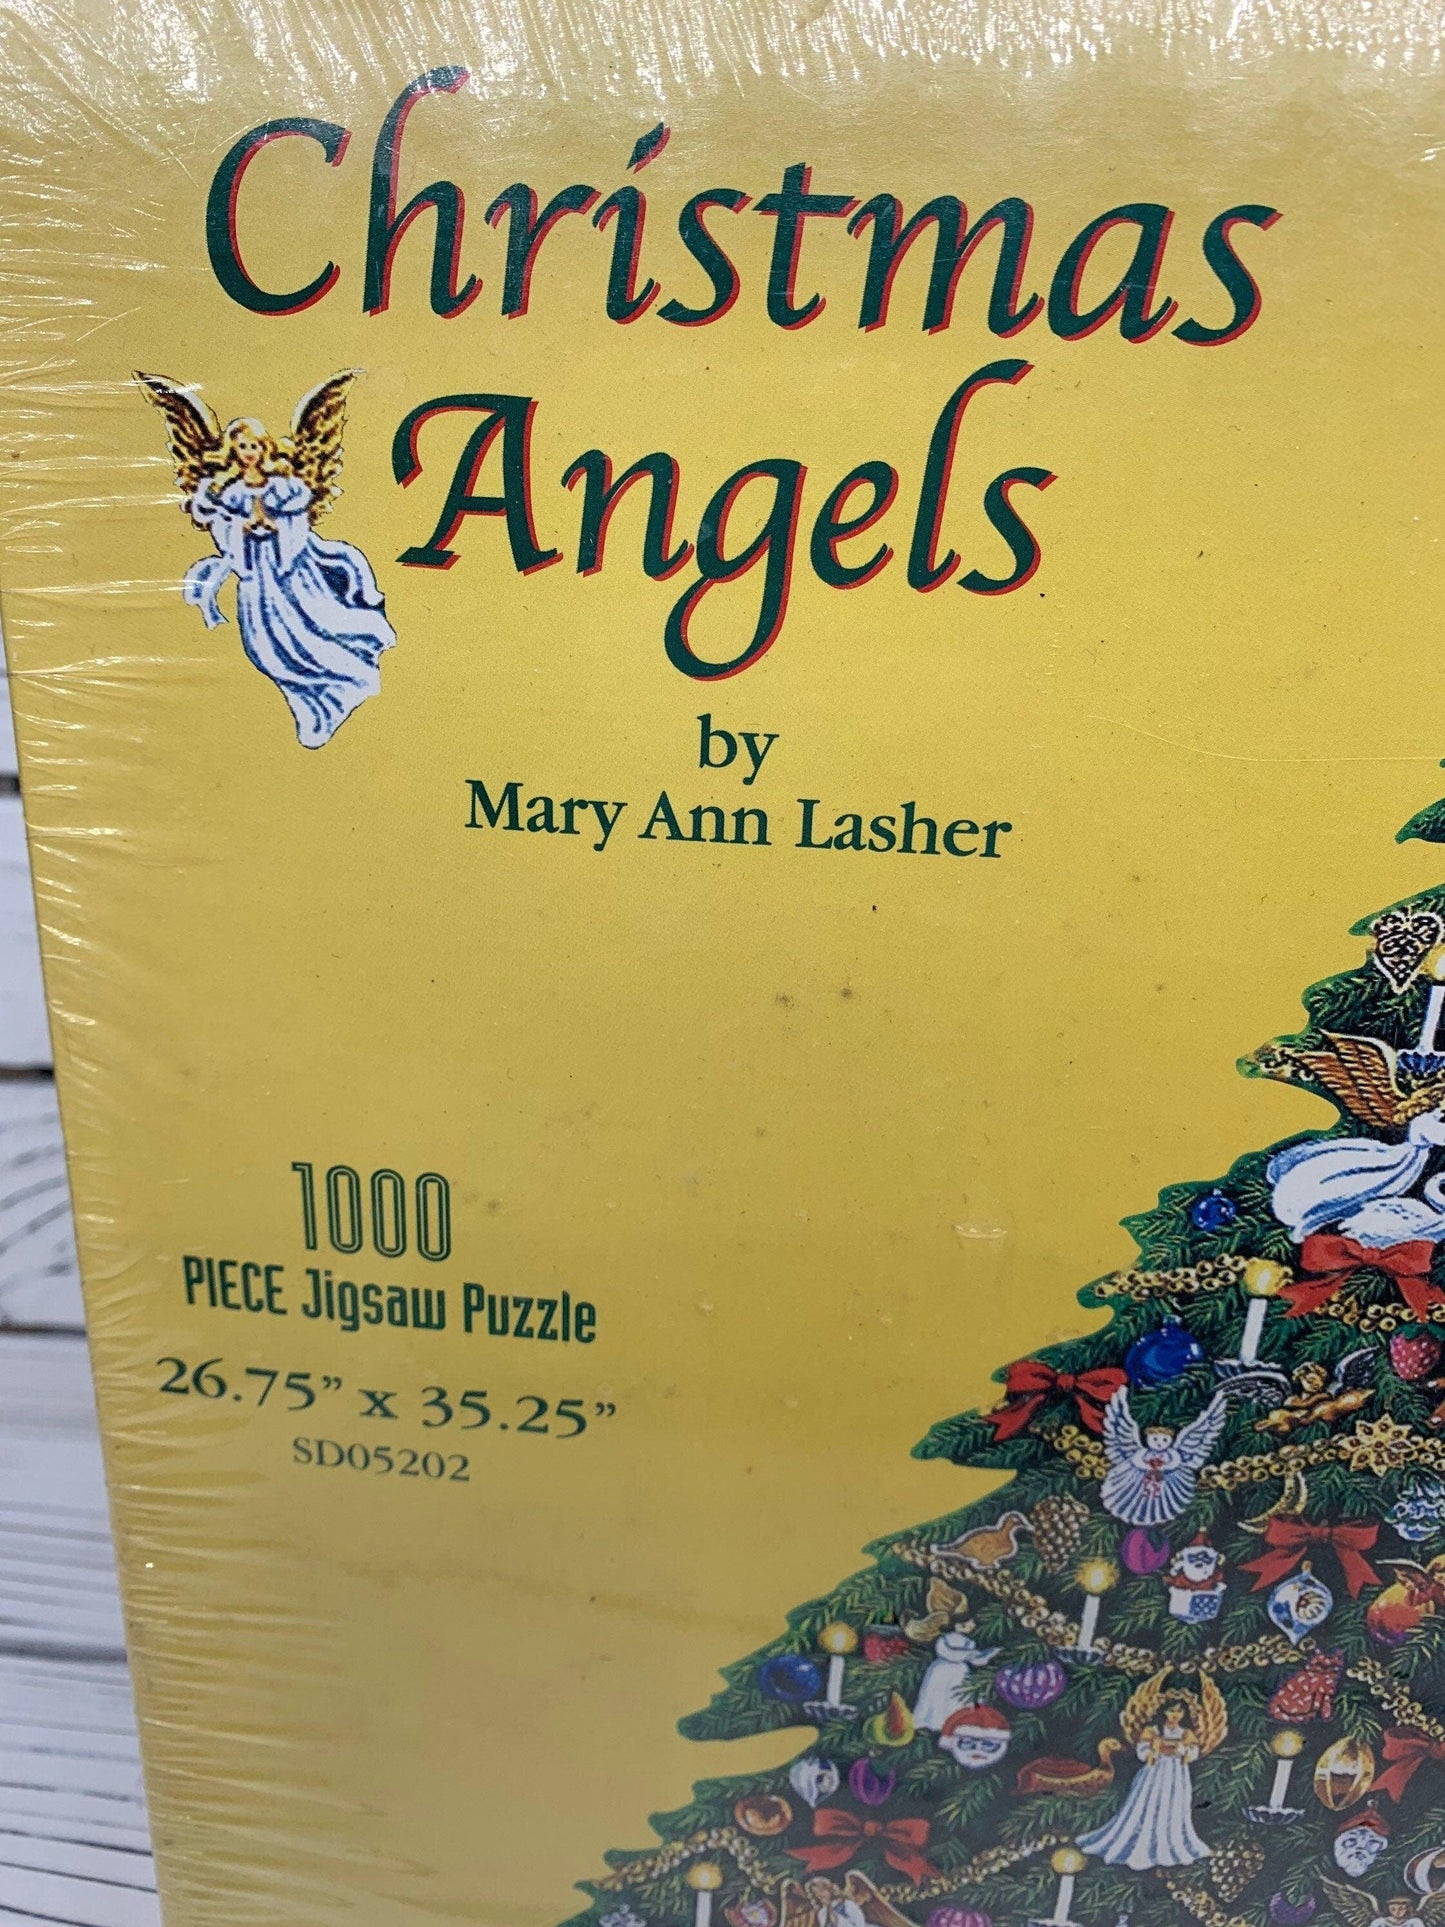 Christmas
Angels
by
Mary Ann Lasher
1000
PIECE Jigsaw Puzzle
26.75” x 35.25”
SD05202